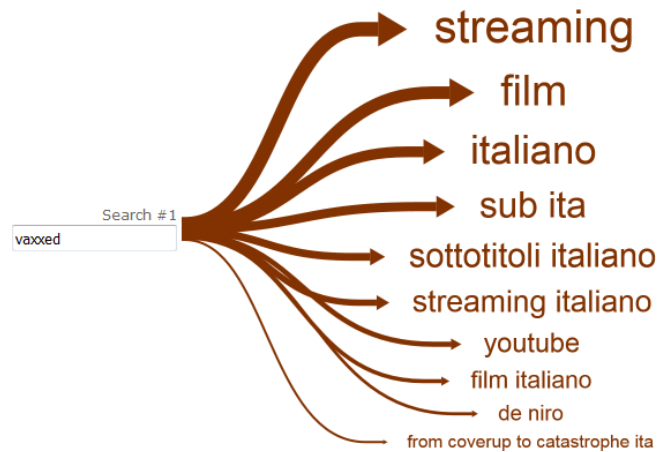 streaming
film
italiano
sub ita
Search #1
vaxxed
sottotitoli italiano
streaming italiano
youtube
film italiano
de niro
from coverup to catastrophe ita